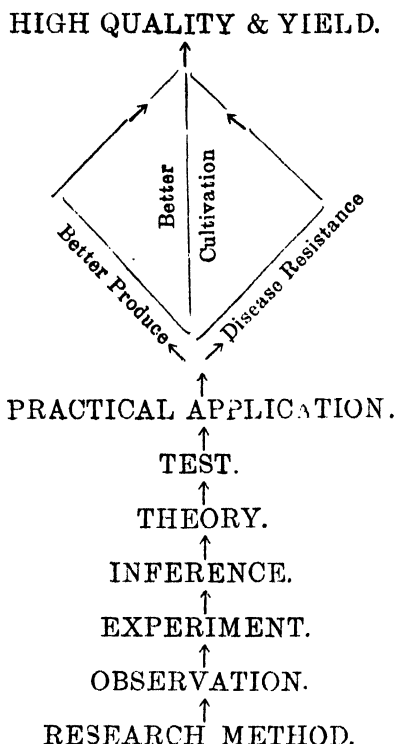 HIGH QUALITY & YIELD.
Better
Cultivation
Better Produce
Disease Resistance
PRACTICAL APPLICATION.
TEST.
THEORY.
INFERENCE.
EXPERIMENT.
OBSERVATION.
RESEARCH METHOD.